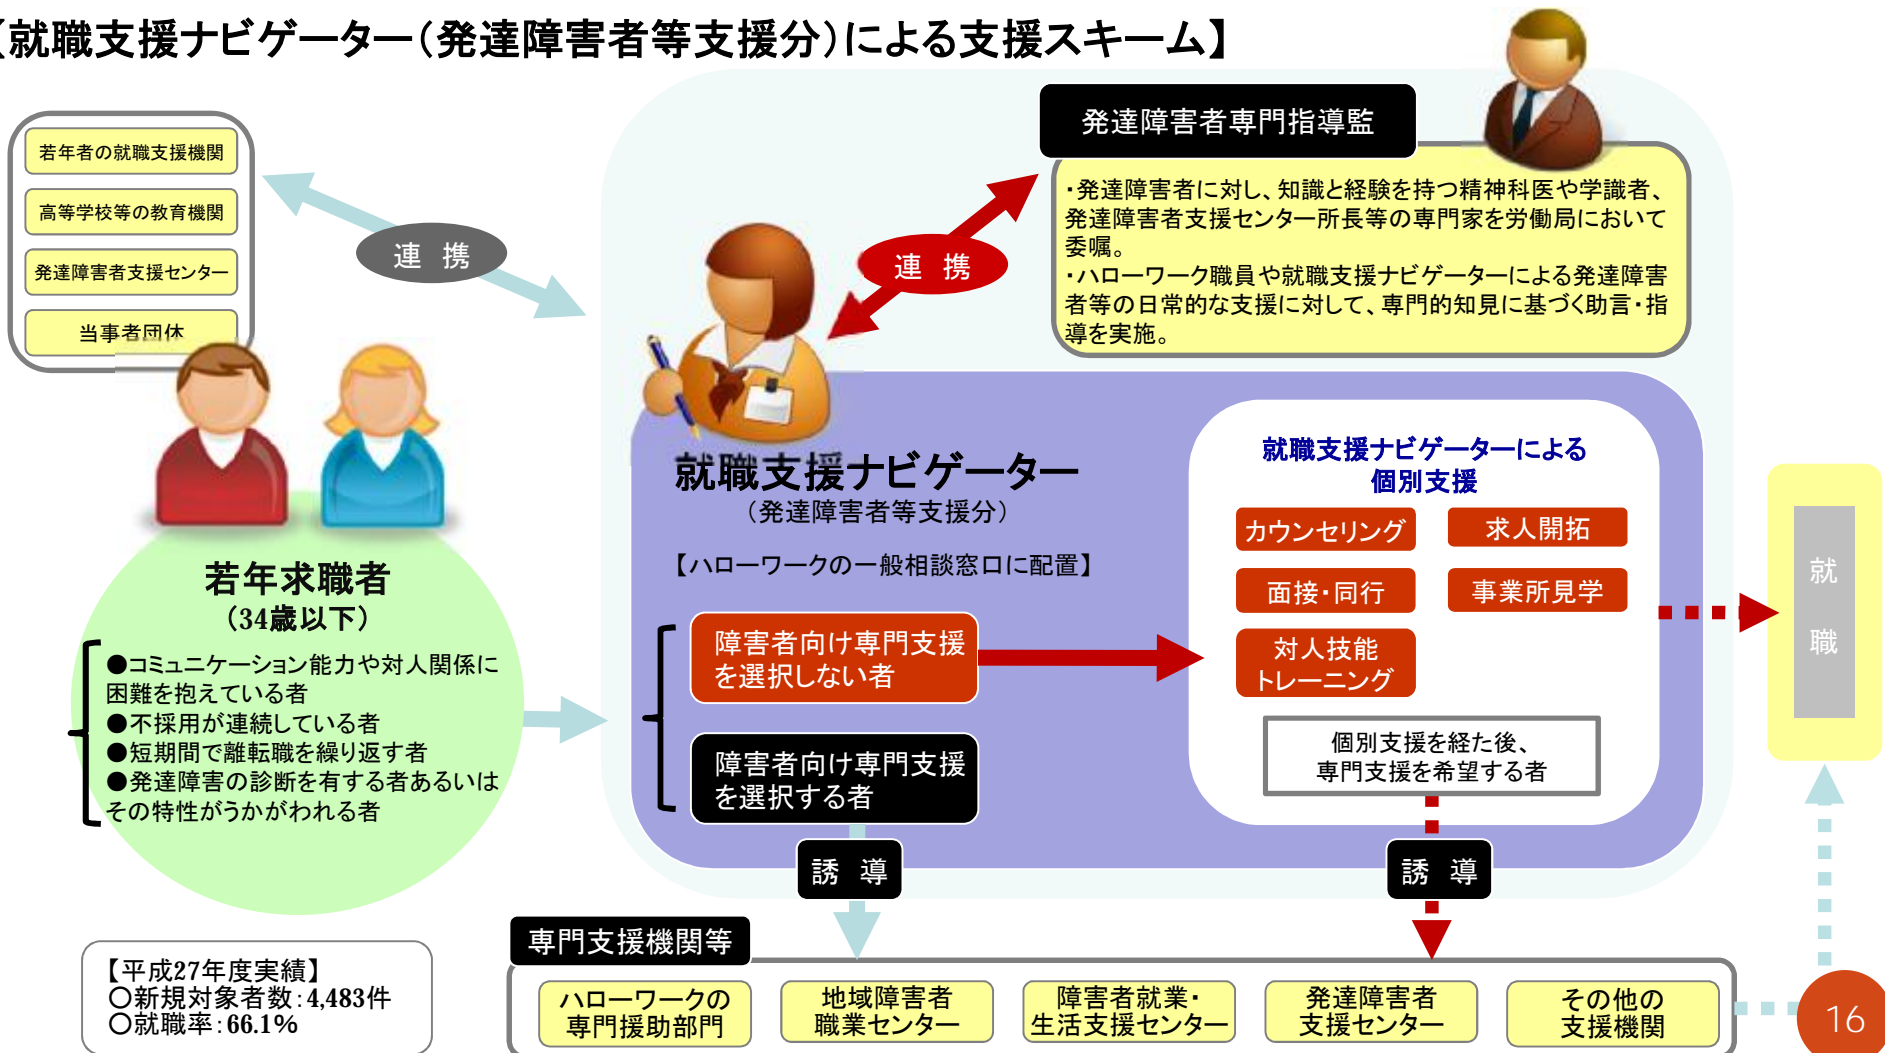 【就職支援ナビゲーター(発達障害者等支援分)による支援スキーム】
若年者の就職支援機関
高等学校等の教育機関
発達障害者支援センター
当事者団体
連 携
連 携
発達障害者専門指導監
・発達障害者に対し、知識と経験を持つ精神科医や学識者、
発達障害者支援センター所長等の専門家を労働局において
委嘱。
・ハローワーク職員や就職支援ナビゲーターによる発達障害
者等の日常的な支援に対して、専門的知見に基づく助言・指
導を実施。
若年求職者
(34歳以下)
●コミュニケーション能力や対人関係に
困難を抱えている者
●不採用が連続している者
●短期間で離転職を繰り返す者
●発達障害の診断を有する者あるいは
その特性がうかがわれる者
就職支援ナビゲーター
(発達障害者等支援分)
【ハローワークの一般相談窓口に配置】
障害者向け専門支援
を選択しない者
障害者向け専門支援
を選択する者
就職支援ナビゲーターによる
個別支援
カウンセリング
求人開拓
面接・同行
事業所見学
対人技能
トレーニング
個別支援を経た後、
専門支援を希望する者
就
職
誘 導
誘 導
専門支援機関等
ハローワークの
専門援助部門
地域障害者
職業センター
障害者就業・
生活支援センター
発達障害者
支援センター
その他の
支援機関
【平成27年度実績】
○新規対象者数:4,483件
○就職率:66.1%
16